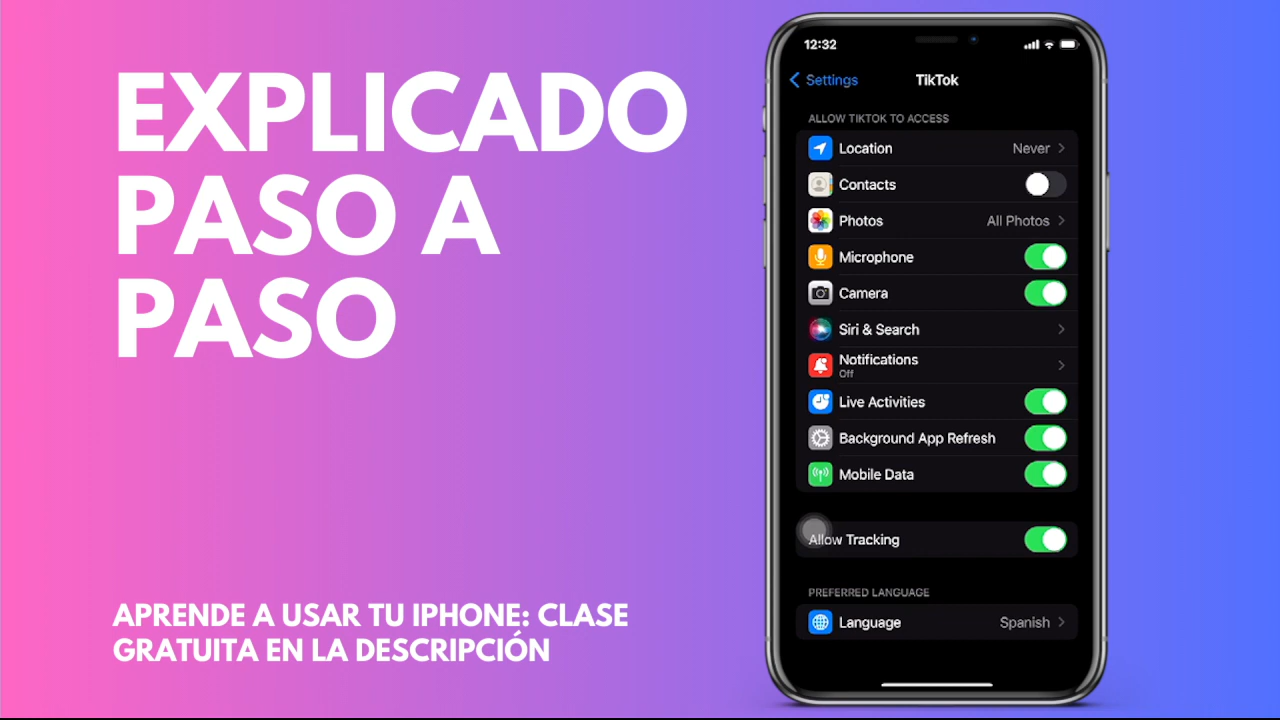 EXPLICADO
PASO A
PASO
APRENDE A USAR TU IPHONE: CLASE
GRATUITA EN LA DESCRIPCIÓN
12:32
Settings TikTok
ALLOW TIKTOK TO ACCESS
Location Never
Contacts
Photos All Photos
Microphone
Camera
Siri & Search
Notifications
Off
Live Activities
Background App Refresh
Mobile Data
Allow Tracking
PREFERRED LANGUAGE
Language Spanish